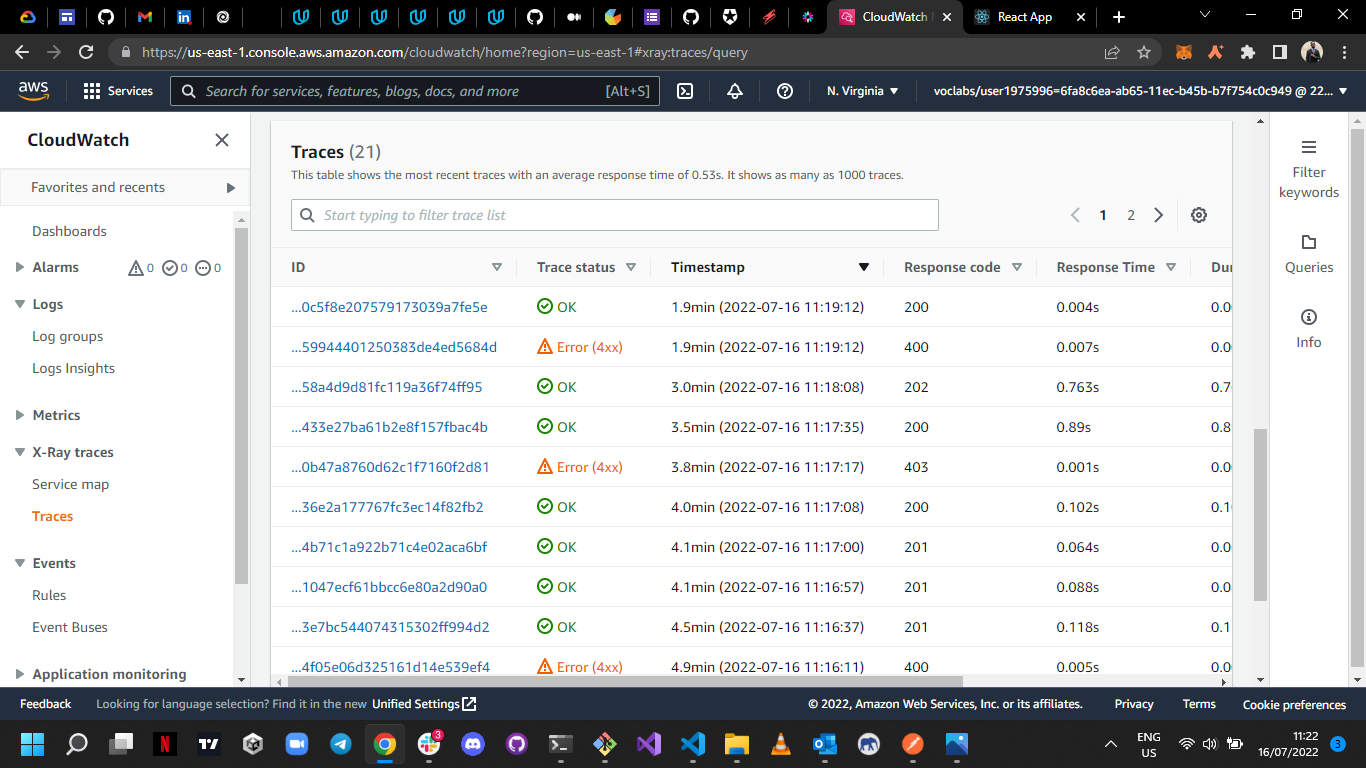 CloudWatch
React App
https://us-east-1.console.aws.amazon.com/cloudwatch/home?region=us-east-1#xray:traces/query
aws
Services
Search for services, features, blogs, docs, and more
[Alt+S]
N. Virginia
voclabs/user1975996=6fa8c6ea-ab65-11ec-b45b-b7f754c0c949 @ 22...
CloudWatch
Favorites and recents
Dashboards
Alarms 0 0 0
Logs
Log groups
Logs Insights
Metrics
X-Ray traces
Service map
Traces
Events
Rules
Event Buses
Application monitoring
Traces (21)
This table shows the most recent traces with an average response time of 0.53s. It shows as many as 1000 traces.
Start typing to filter trace list
1 2
ID Trace status Timestamp Response code Response Time Du
...0c5f8e207579173039a7fe5e OK 1.9min (2022-07-16 11:19:12) 200 0.004s 0.0
...59944401250383de4ed5684d Error (4xx) 1.9min (2022-07-16 11:19:12) 400 0.007s 0.0
...58a4d9d81fc119a36f74ff95 OK 3.0min (2022-07-16 11:18:08) 202 0.763s 0.7
...433e27ba61b2e8f157fbac4b OK 3.5min (2022-07-16 11:17:35) 200 0.89s 0.8
...0b47a8760d62c1f7160f2d81 Error (4xx) 3.8min (2022-07-16 11:17:17) 403 0.001s 0.0
...36e2a177767fc3ec14f82fb2 OK 4.0min (2022-07-16 11:17:08) 200 0.102s 0.1
...4b71c1a922b71c4e02aca6bf OK 4.1min (2022-07-16 11:17:00) 201 0.064s 0.0
...1047ecf61bbcc6e80a2d90a0 OK 4.1min (2022-07-16 11:16:57) 201 0.088s 0.0
...3e7bc544074315302ff994d2 OK 4.5min (2022-07-16 11:16:37) 201 0.118s 0.1
...4f05e06d325161d14e539ef4 Error (4xx) 4.9min (2022-07-16 11:16:11) 400 0.005s 0.0
Filter
keywords
Queries
Info
Feedback
Looking for language selection? Find it in the new Unified Settings
© 2022, Amazon Web Services, Inc. or its affiliates.
Privacy
Terms
Cookie preferences
3
ENG
US
11:22
16/07/2022
3